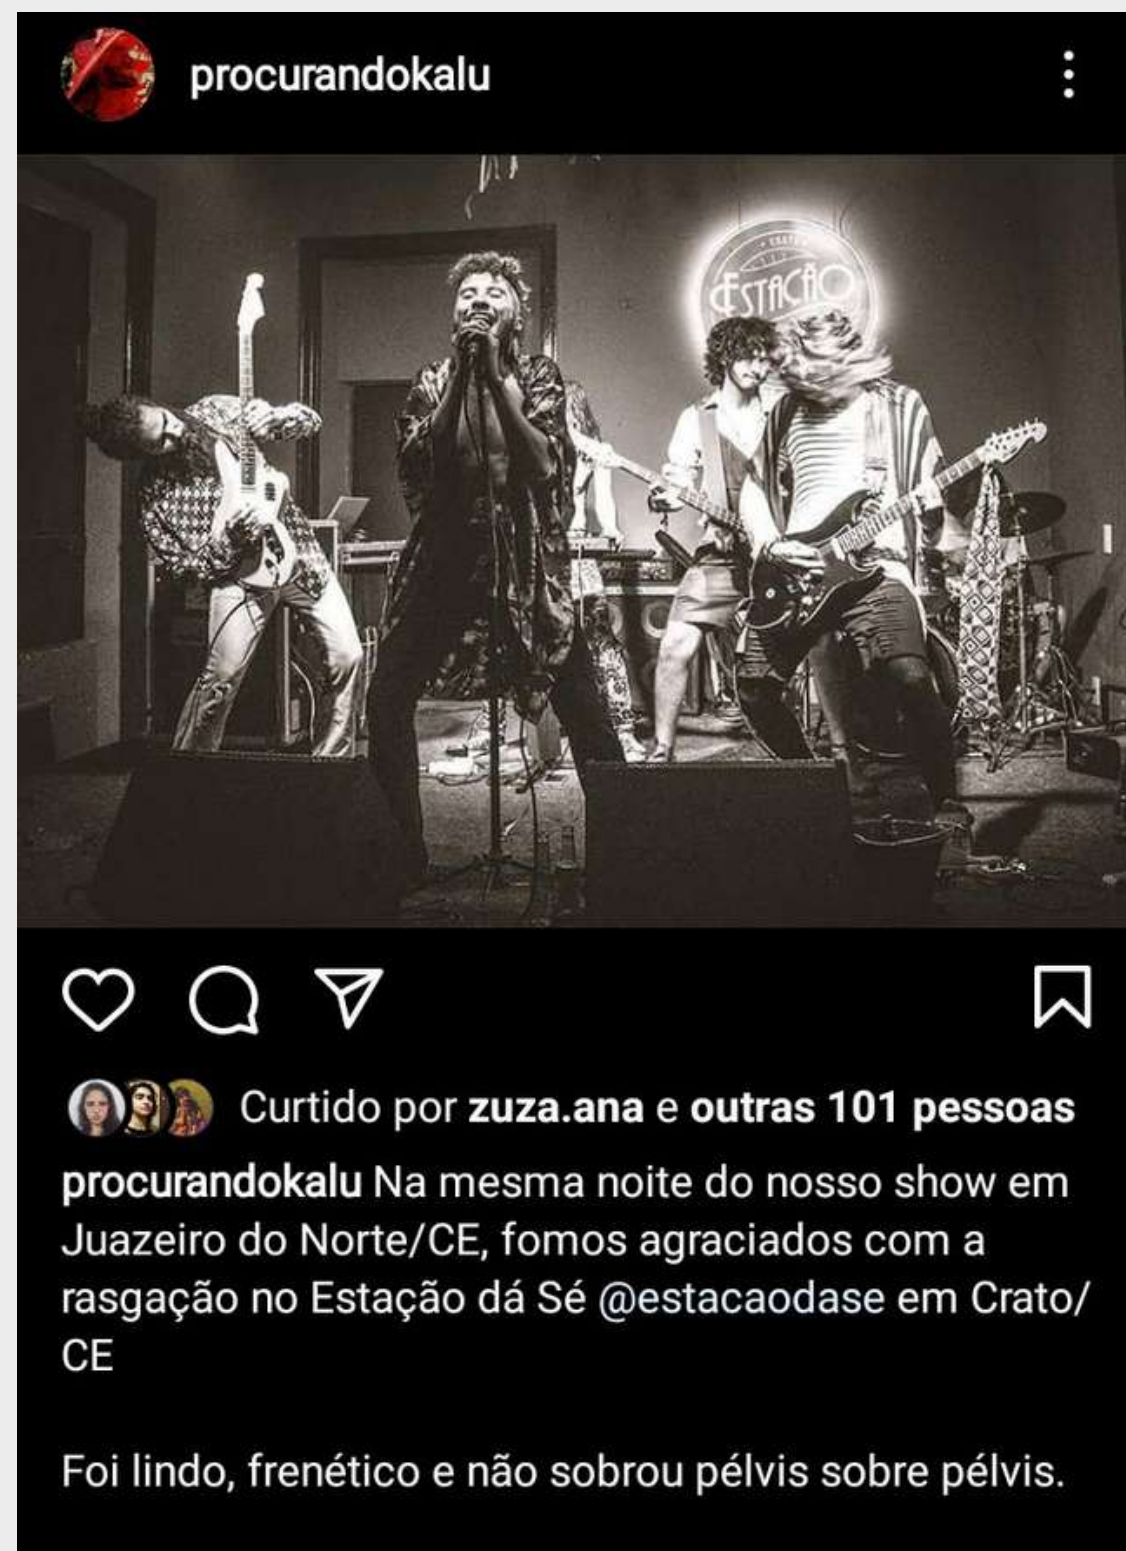 procurandokalu
ESTAÇÃO
Curtido por zuza.ana e outras 101 pessoas
procurandokalu Na mesma noite do nosso show em
Juazeiro do Norte/CE, fomos agraciados com a
rasgação no Estação dá Sé @estacaodase em Crato/
CE
Foi lindo, frenético e não sobrou pélvis sobre pélvis.